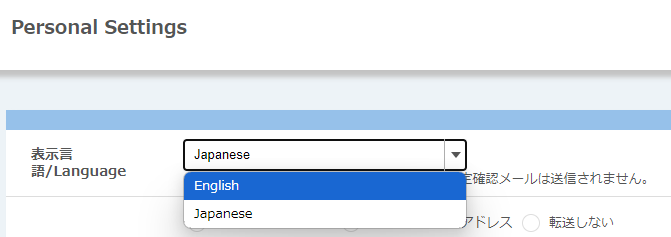 Personal Settings
表示言
語/Language
Japanese
English
定確認メールは送信されません。
Japanese
アドレス
転送しない